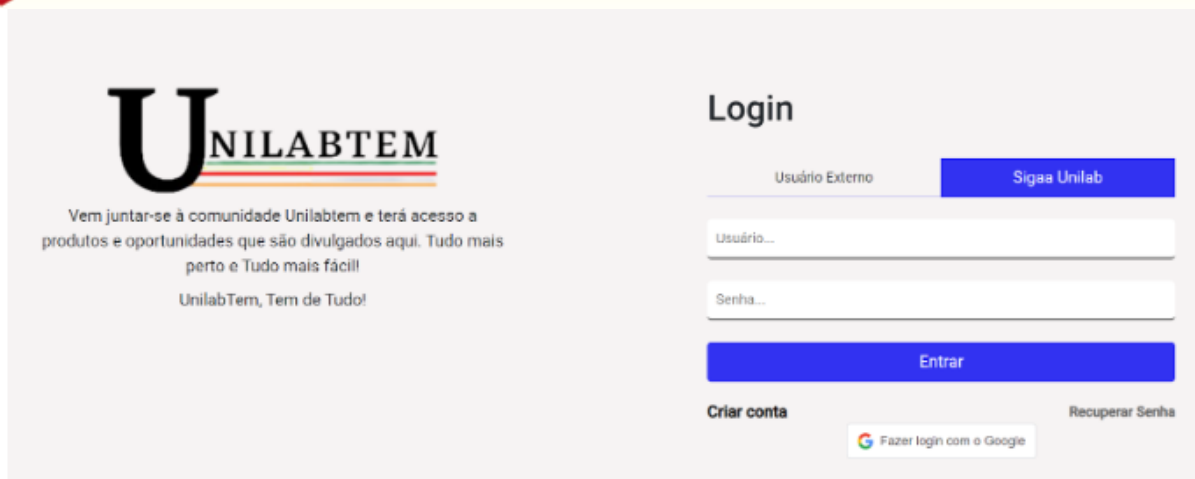 UNILABTEM
Vem juntar-se à comunidade Unilabtem e terá acesso a
produtos e oportunidades que são divulgados aqui. Tudo mais
perto e Tudo mais fácil!
UnilabTem, Tem de Tudo!
Login
Usuário Externo
Sigaa Unilab
Usuário...
Senha...
Entrar
Criar conta
Recuperar Senha
Fazer login com o Google